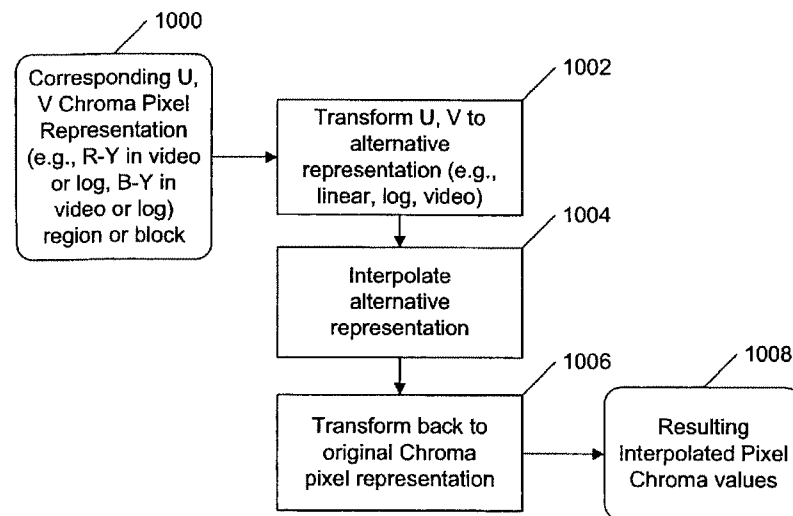 1000
Corresponding U,
V Chroma Pixel
Representation
(e.g., R-Y in video
or log, B-Y in
video or log)
region or block
1002
Transform U, V to
alternative
representation (e.g.,
linear, log, video)
1004
Interpolate
alternative
representation
1006
Transform back to
original Chroma
pixel representation
1008
Resulting
Interpolated Pixel
Chroma values